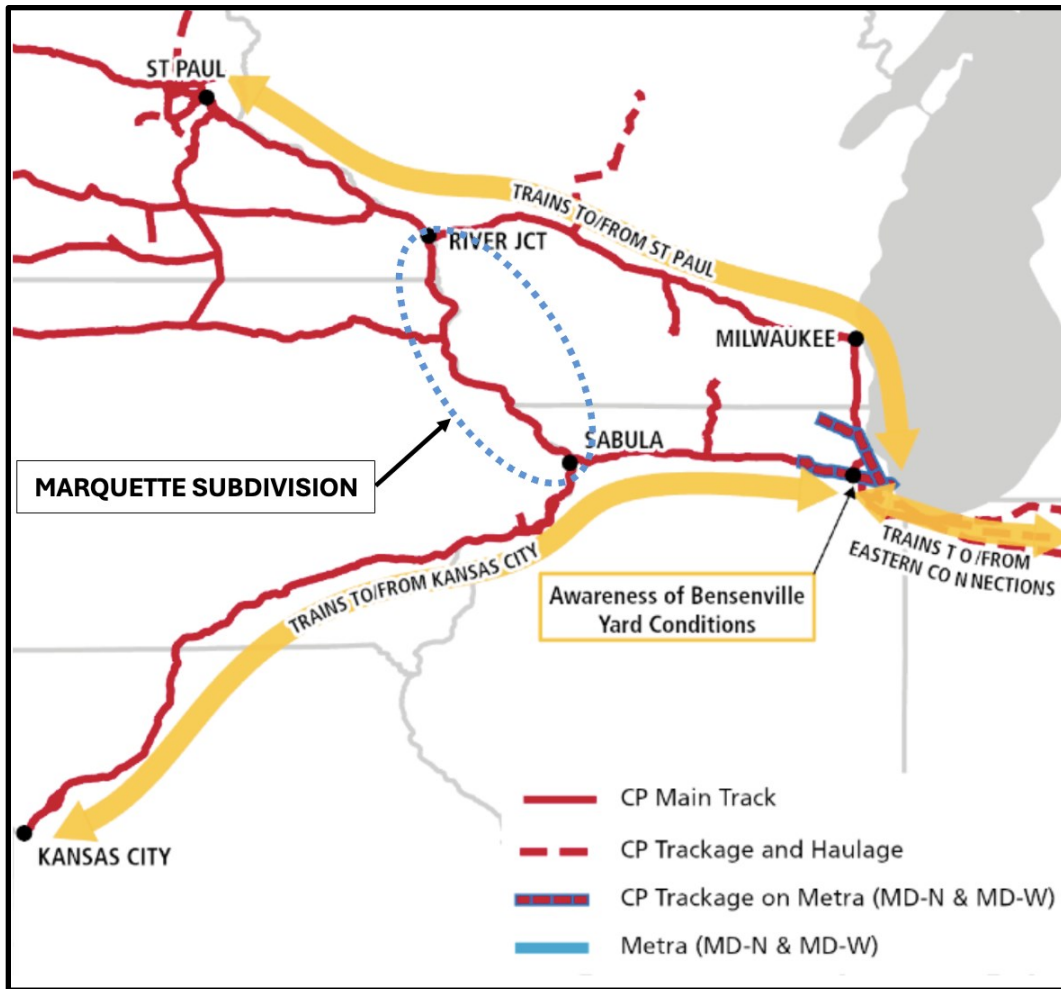 ST PAUL
TRAINS TO/FROM ST PAUL
RIVER JCT
MILWAUKEE
SABULA
MARQUETTE SUBDIVISION
TRAINS TO/FROM KANSAS CITY
TRAINS T O /FROM
EASTERN CO N NECTIONS
Awareness of Bensenville
Yard Conditions
KANSAS CITY
CP Main Track
CP Trackage and Haulage
CP Trackage on Metra (MD-N & MD-W)
Metra (MD-N & MD-W)